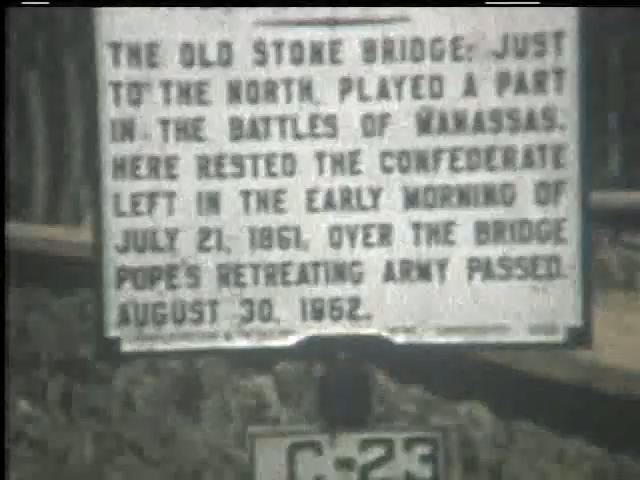 THE OLD STONE BRIDGE, JUST
TO THE NORTH, PLAYED A PART
IN THE BATTLES OF MANASSAS.
HERE RESTED THE CONFEDERATE
LEFT IN THE EARLY MORNING OF
JULY 21, 1861. OVER THE BRIDGE
POPE'S RETREATING ARMY PASSED,
AUGUST 30, 1862.
C-23